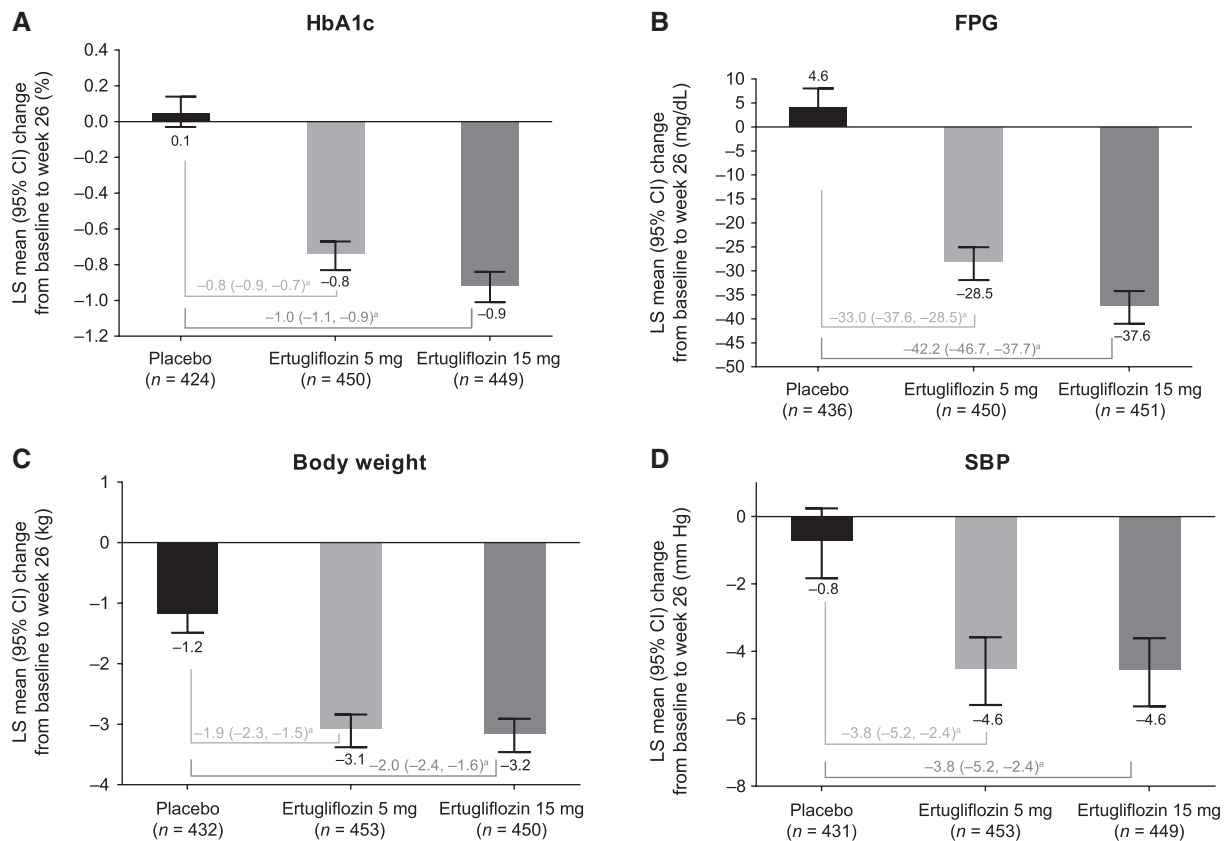 A
HbA1c
LS mean (95% CI) change
from baseline to week 26 (%)
0.4
0.2
0.0
–0.2
–0.4
–0.6
–0.8
–1.0
–1.2
0.1
–0.8
–0.9
–0.8 (–0.9, –0.7)ᵃ
–1.0 (–1.1, –0.9)ᵃ
Placebo
(n = 424)
Ertugliflozin 5 mg
(n = 450)
Ertugliflozin 15 mg
(n = 449)
B
FPG
LS mean (95% CI) change
from baseline to week 26 (mg/dL)
10
5
0
–5
–10
–15
–20
–25
–30
–35
–40
–45
–50
4.6
–28.5
–37.6
–33.0 (–37.6, –28.5)ᵃ
–42.2 (–46.7, –37.7)ᵃ
Placebo
(n = 436)
Ertugliflozin 5 mg
(n = 450)
Ertugliflozin 15 mg
(n = 451)
C
Body weight
LS mean (95% CI) change
from baseline to week 26 (kg)
1
0
–1
–2
–3
–4
–1.2
–3.1
–3.2
–1.9 (–2.3, –1.5)ᵃ
–2.0 (–2.4, –1.6)ᵃ
Placebo
(n = 432)
Ertugliflozin 5 mg
(n = 453)
Ertugliflozin 15 mg
(n = 450)
D
SBP
LS mean (95% CI) change
from baseline to week 26 (mm Hg)
0
–2
–4
–6
–8
–0.8
–4.6
–4.6
–3.8 (–5.2, –2.4)ᵃ
–3.8 (–5.2, –2.4)ᵃ
Placebo
(n = 431)
Ertugliflozin 5 mg
(n = 453)
Ertugliflozin 15 mg
(n = 449)